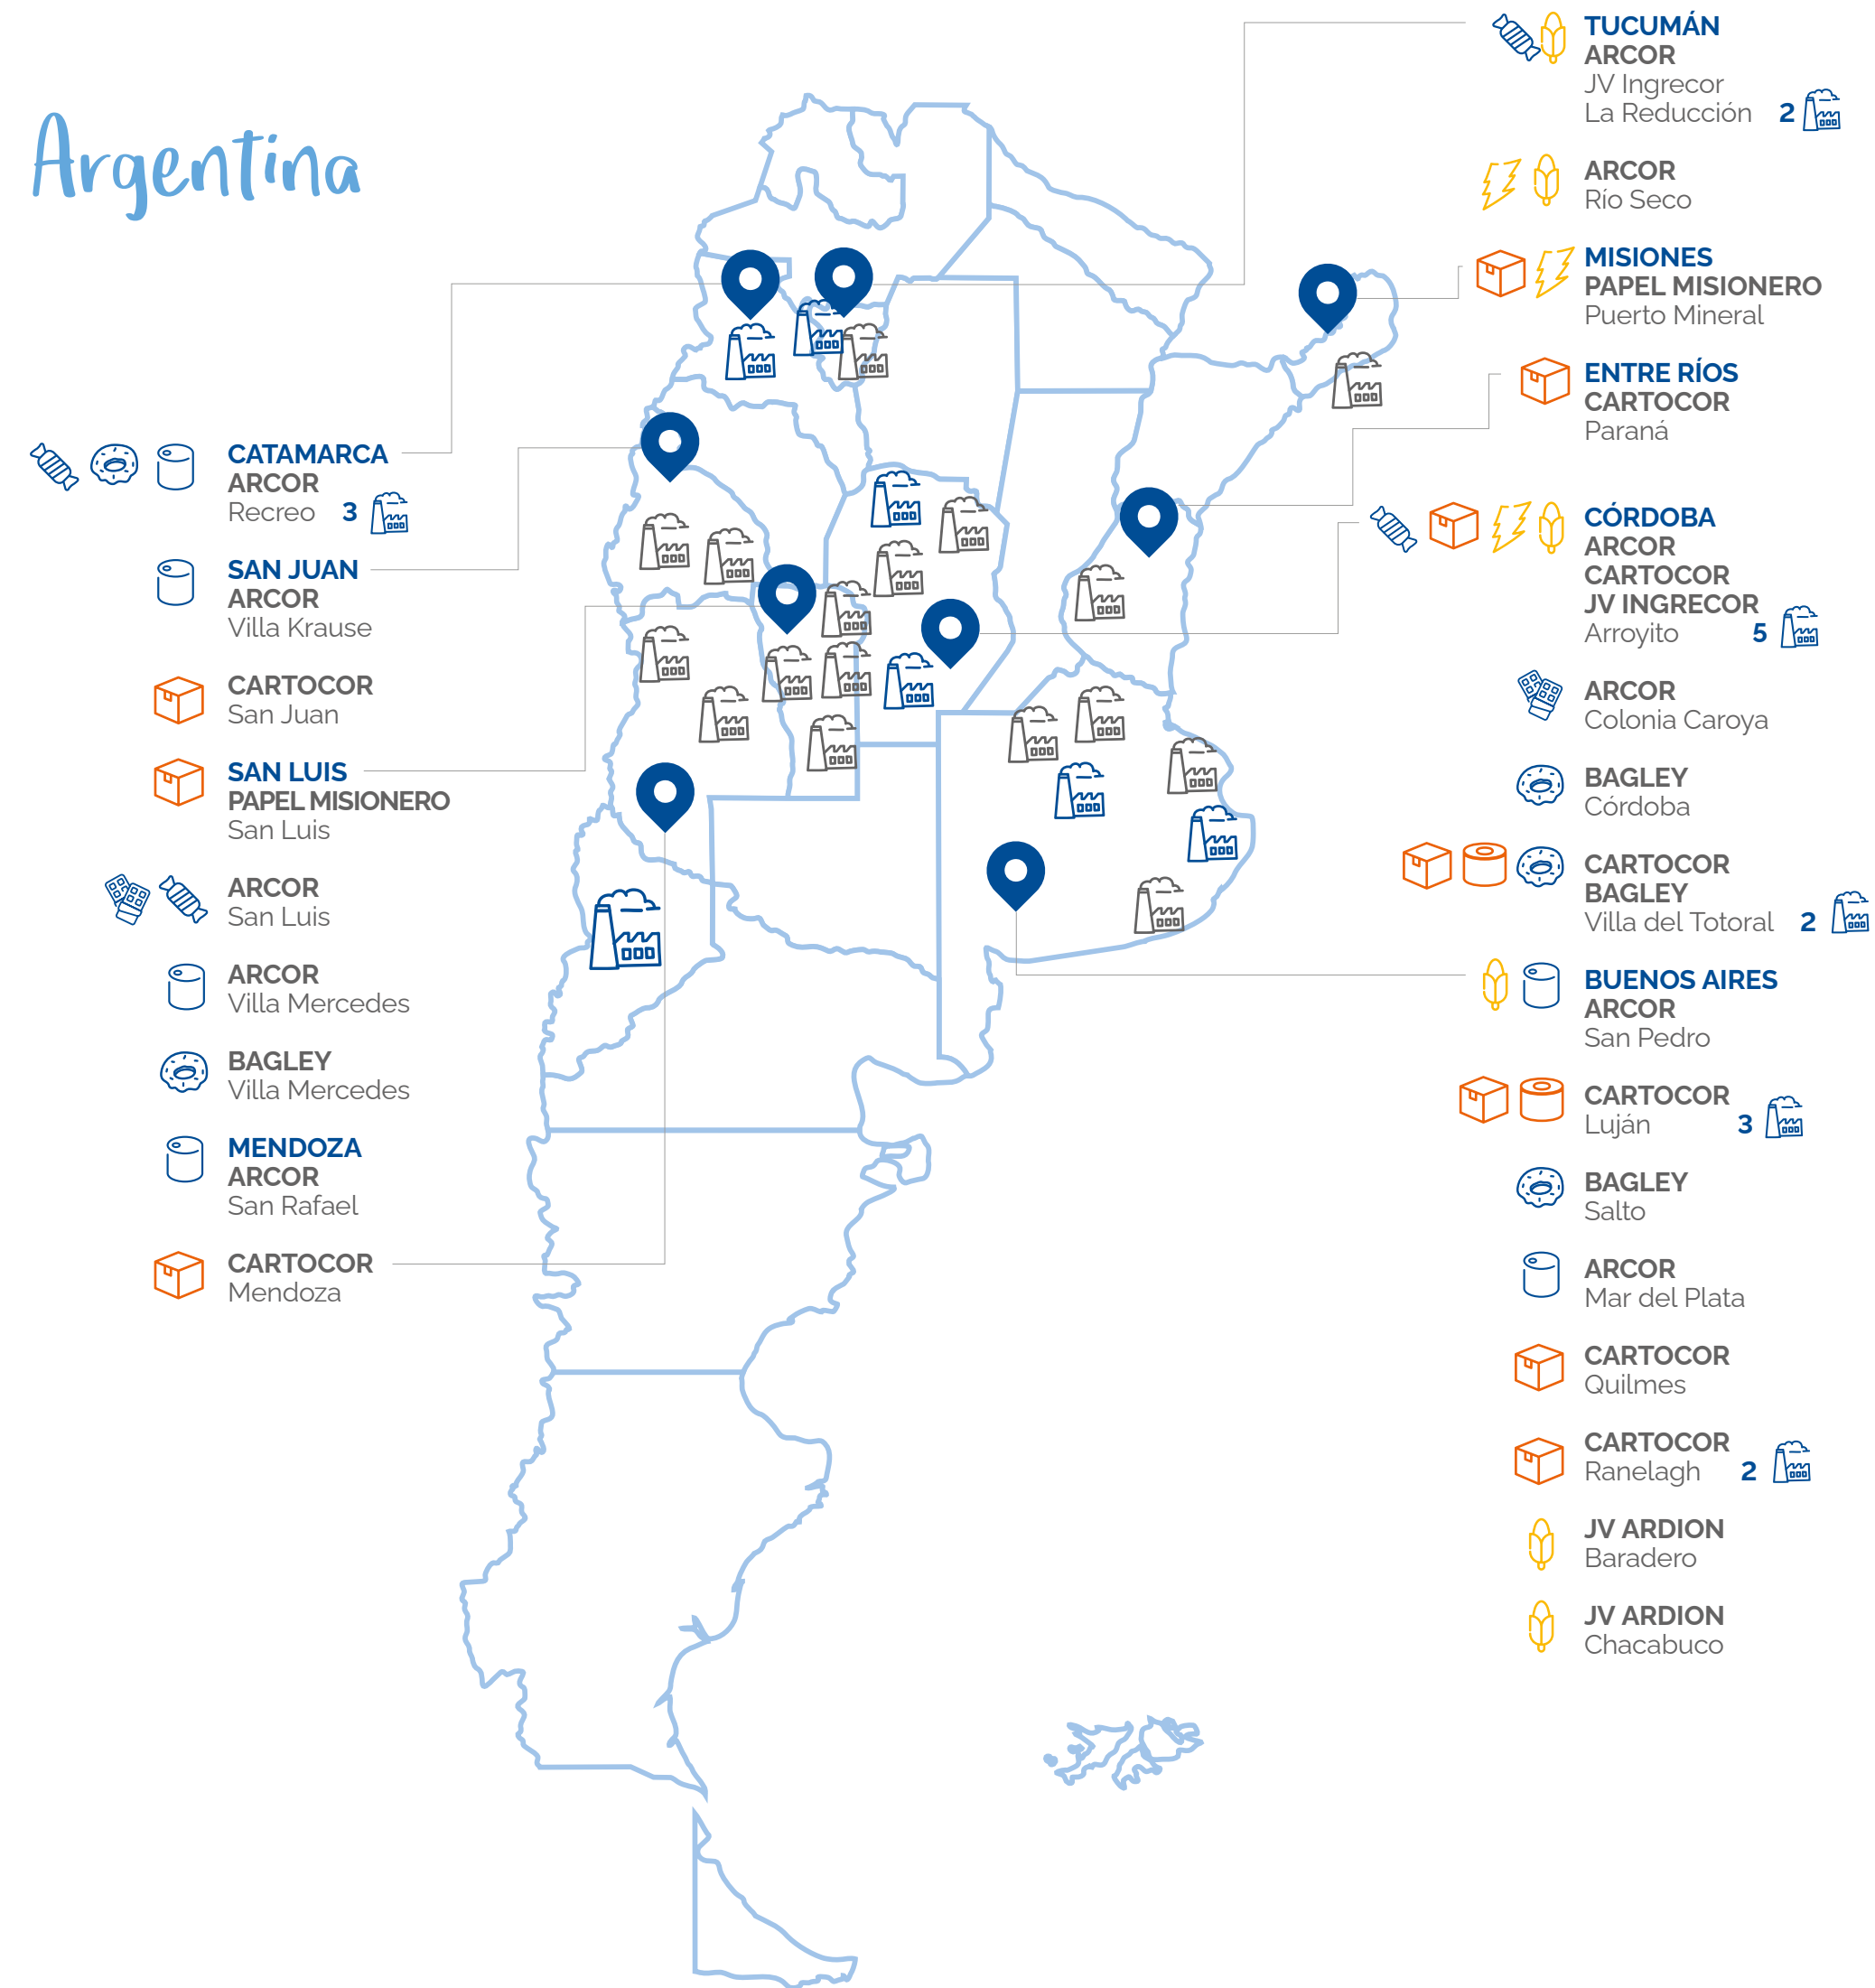 Argentina
CATAMARCA
ARCOR
Recreo 3
SAN JUAN
ARCOR
Villa Krause
CARTOCOR
San Juan
SAN LUIS
PAPEL MISIONERO
San Luis
ARCOR
San Luis
ARCOR
Villa Mercedes
BAGLEY
Villa Mercedes
MENDOZA
ARCOR
San Rafael
CARTOCOR
Mendoza
TUCUMÁN
ARCOR
JV Ingrecor
La Reducción 2
ARCOR
Río Seco
MISIONES
PAPEL MISIONERO
Puerto Mineral
ENTRE RÍOS
CARTOCOR
Paraná
CÓRDOBA
ARCOR
CARTOCOR
JV INGRECOR
Arroyito 5
ARCOR
Colonia Caroya
BAGLEY
Córdoba
CARTOCOR
BAGLEY
Villa del Totoral 2
BUENOS AIRES
ARCOR
San Pedro
CARTOCOR
Luján 3
BAGLEY
Salto
ARCOR
Mar del Plata
CARTOCOR
Quilmes
CARTOCOR
Ranelagh 2
JV ARDION
Baradero
JV ARDION
Chacabuco